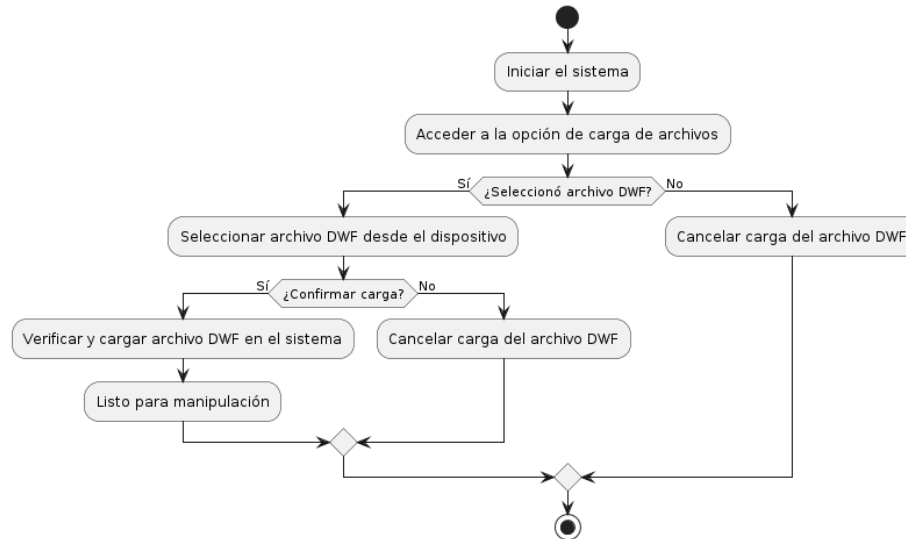 Iniciar el sistema
Acceder a la opción de carga de archivos
Sí
¿Seleccionó archivo DWF?
No
Seleccionar archivo DWF desde el dispositivo
Cancelar carga del archivo DWF
Sí
¿Confirmar carga?
No
Verificar y cargar archivo DWF en el sistema
Cancelar carga del archivo DWF
Listo para manipulación